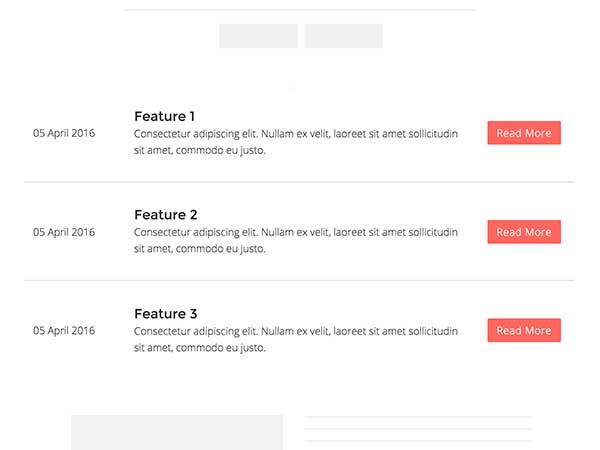 Feature 1
05 April 2016
Consectetur adipiscing elit. Nullam ex velit, laoreet sit amet sollicitudin
sit amet, commodo eu justo.
Read More
Feature 2
05 April 2016
Consectetur adipiscing elit. Nullam ex velit, laoreet sit amet sollicitudin
sit amet, commodo eu justo.
Read More
Feature 3
05 April 2016
Consectetur adipiscing elit. Nullam ex velit, laoreet sit amet sollicitudin
sit amet, commodo eu justo.
Read More